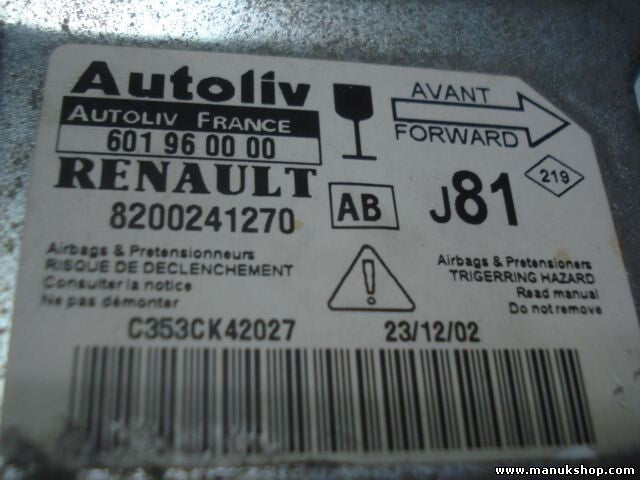 Autoliv
AUTOLIV FRANCE
601 96 00 00
RENAULT
8200241270
AB
J81
219
AVANT
FORWARD
Airbags & Pretensionneurs
RISQUE DE DECLENCHEMENT
Consulter la notice
Ne pas démonter
Airbags & Pretensioners
TRIGERRING HAZARD
Read manual
Do not remove
C353CK42027
23/12/02
www.manukshop.com